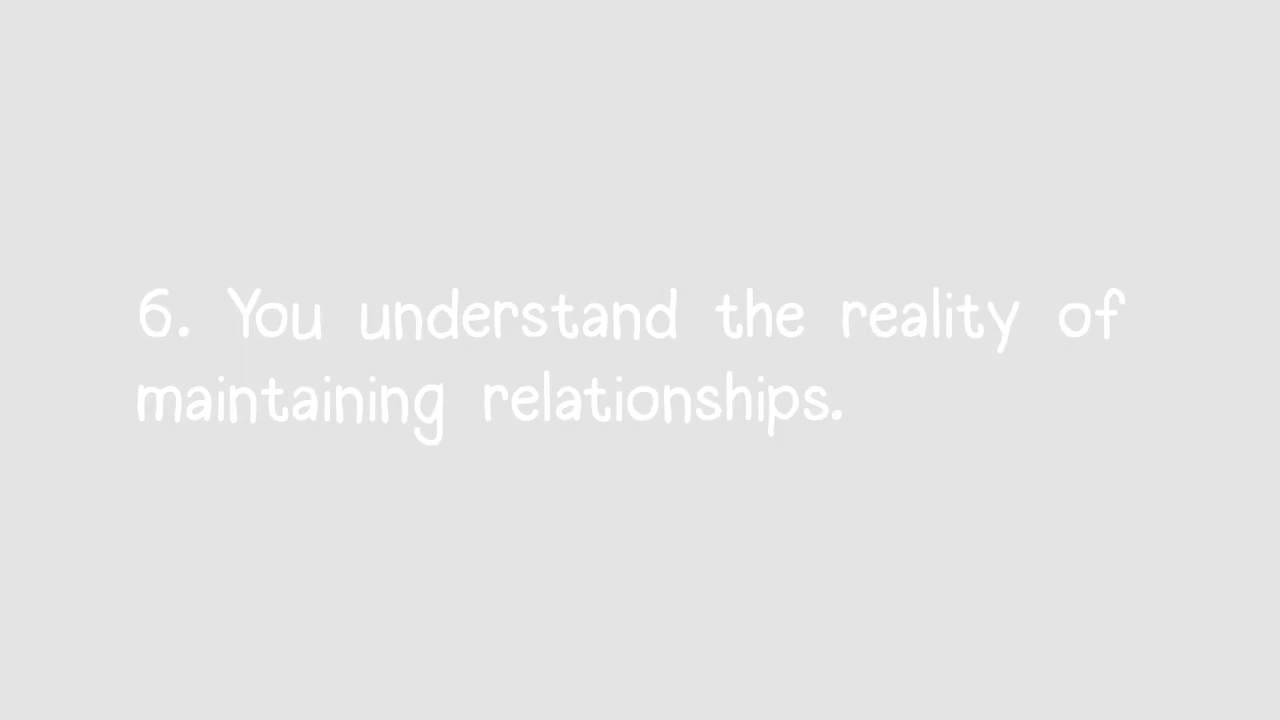 6. You understand the reality of
maintaining relationships.